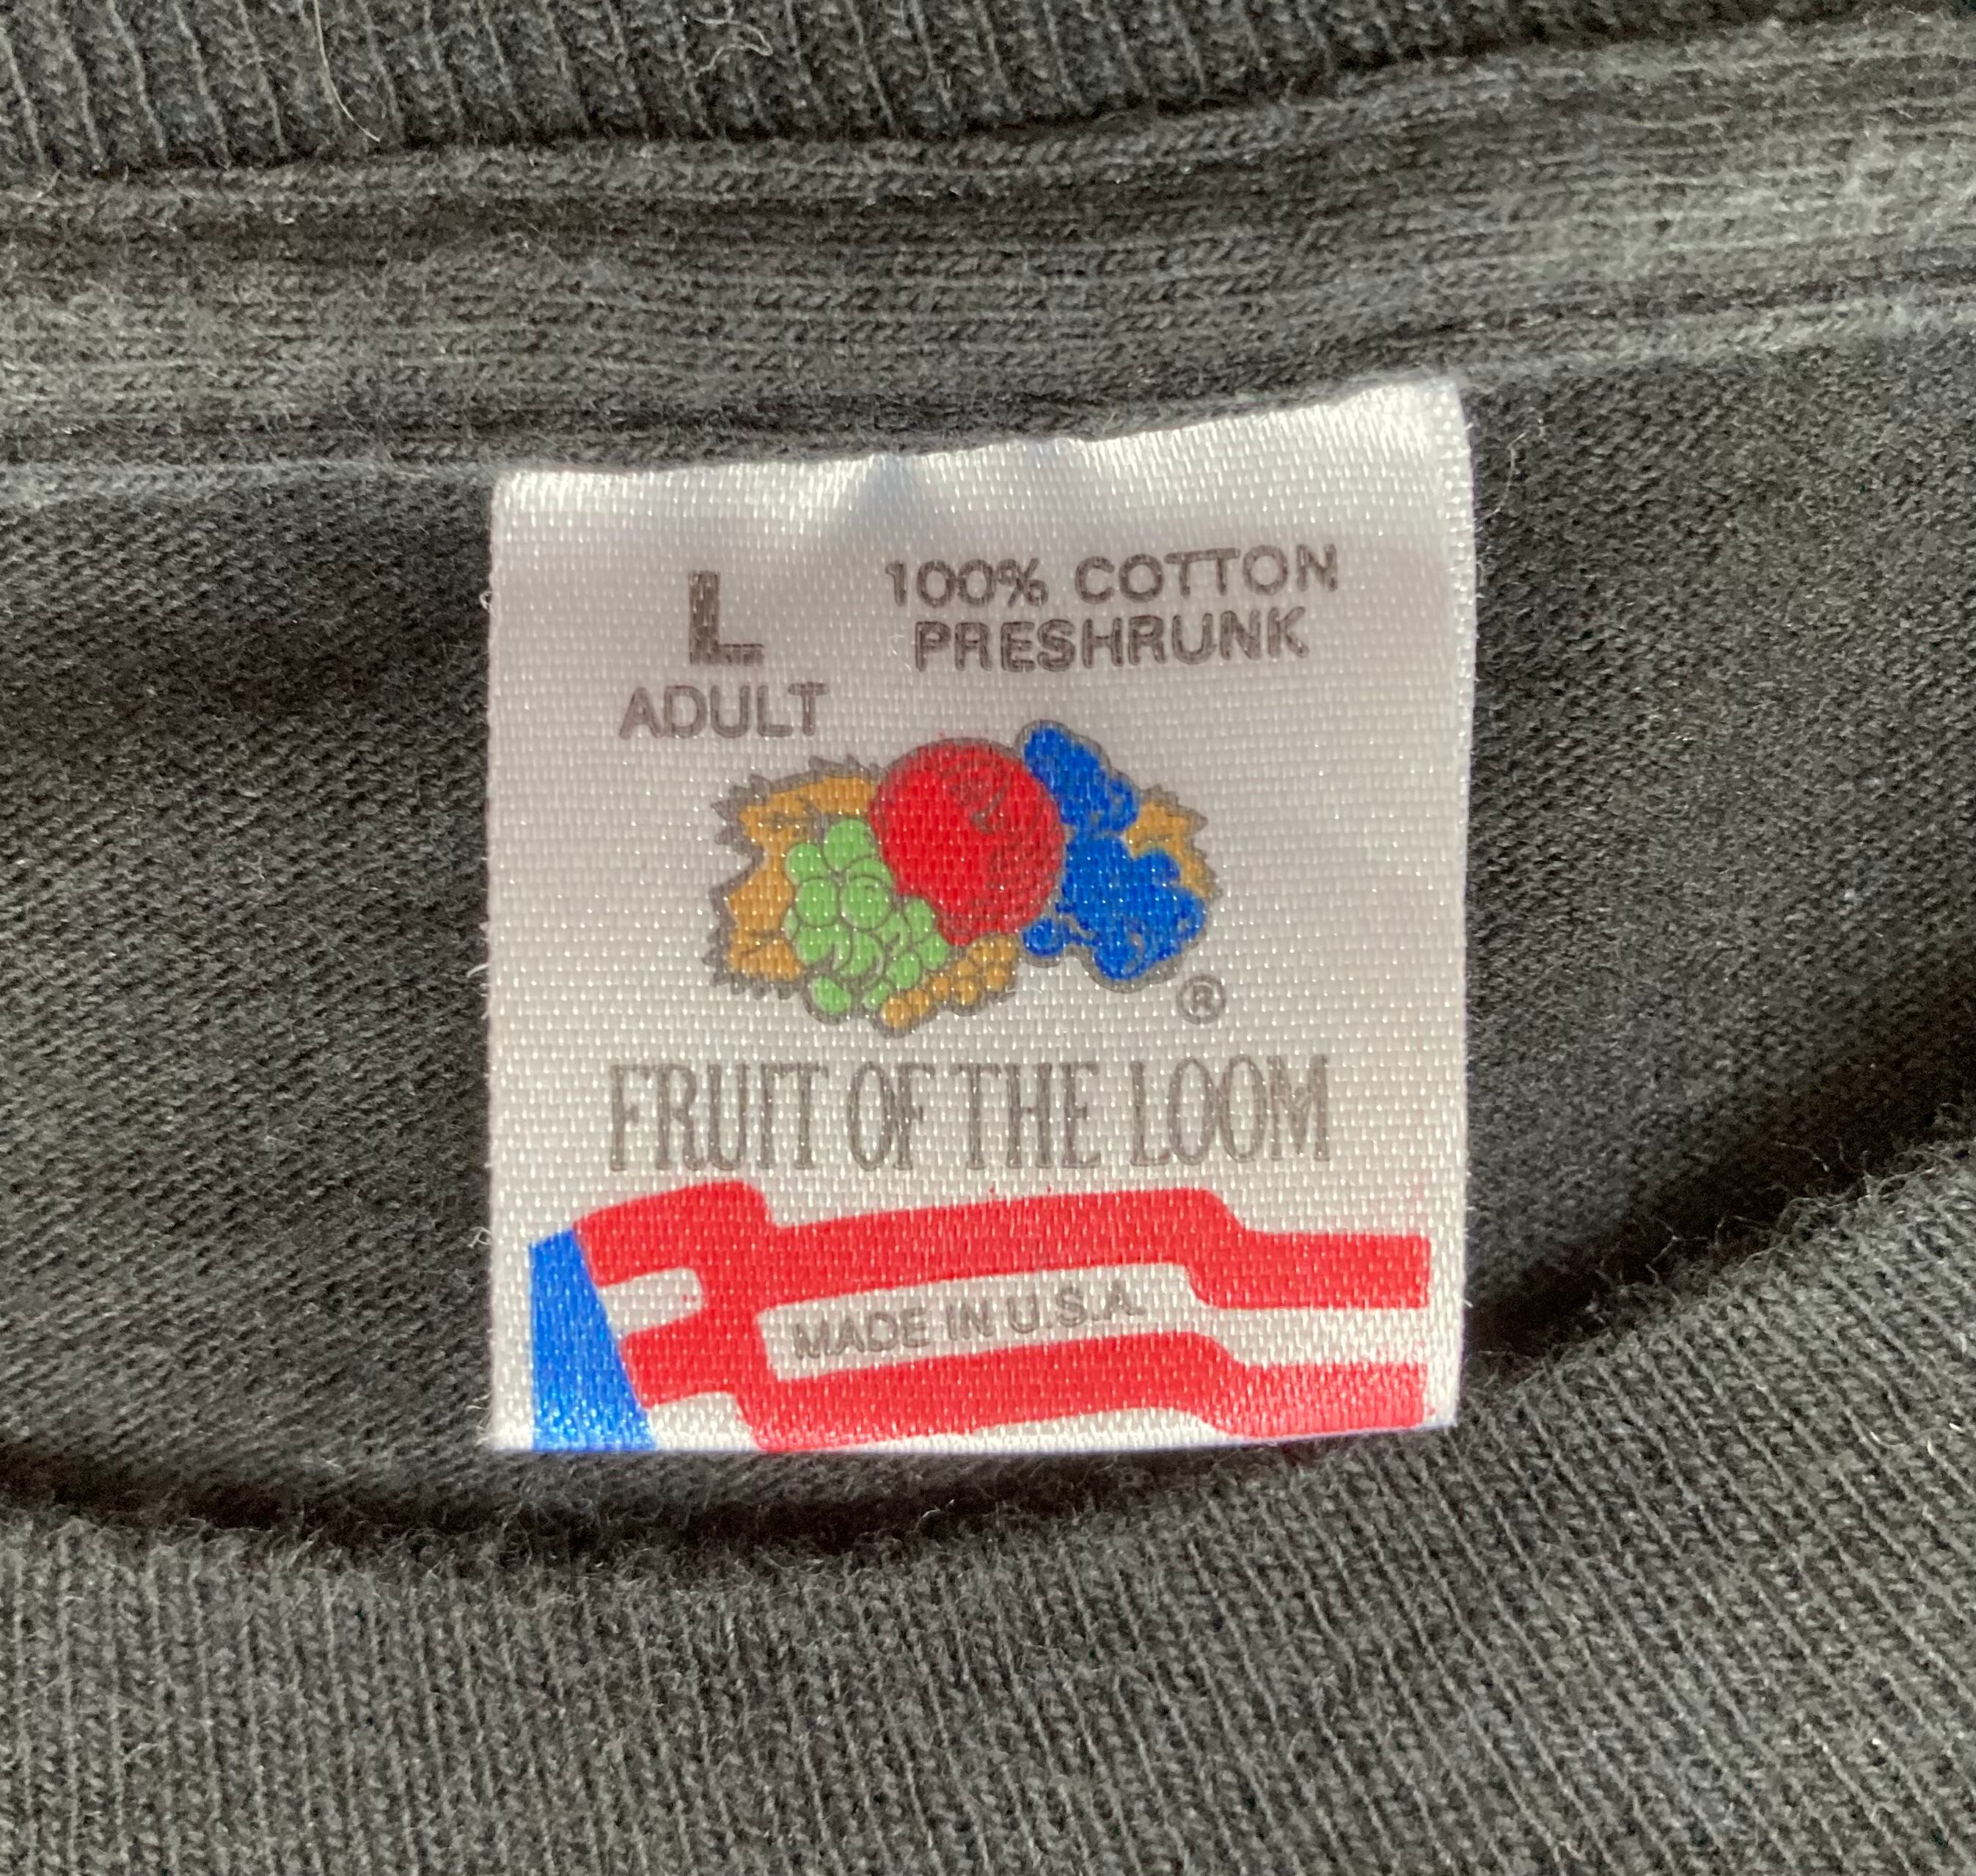 L
ADULT
100% COTTON
PRESHRUNK
®
FRUIT OF THE LOOM
MADE IN U.S.A.